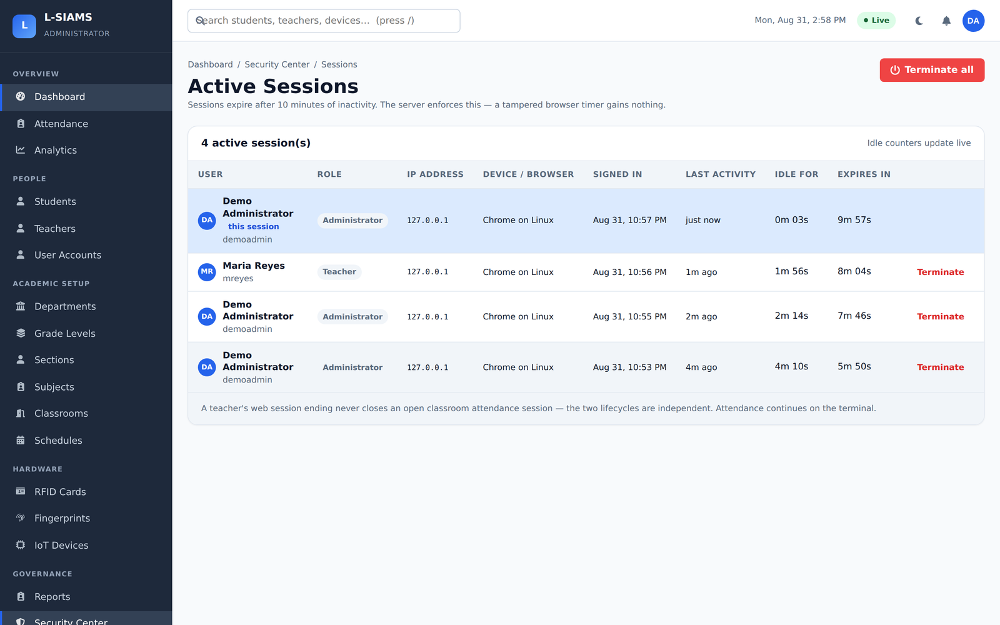 L
L-SIAMS
ADMINISTRATOR
OVERVIEW
Dashboard
Attendance
Analytics
PEOPLE
Students
Teachers
User Accounts
ACADEMIC SETUP
Departments
Grade Levels
Sections
Subjects
Classrooms
Schedules
HARDWARE
RFID Cards
Fingerprints
IoT Devices
GOVERNANCE
Reports
Security Center
Search students, teachers, devices... (press /)
Mon, Aug 31, 2:58 PM
Live
DA
Dashboard / Security Center / Sessions
Active Sessions
Sessions expire after 10 minutes of inactivity. The server enforces this — a tampered browser timer gains nothing.
Terminate all
4 active session(s)
Idle counters update live
USER ROLE IP ADDRESS DEVICE / BROWSER SIGNED IN LAST ACTIVITY IDLE FOR EXPIRES IN
Demo
Administrator
this session
demoadmin
DA Administrator 127.0.0.1 Chrome on Linux Aug 31, 10:57 PM just now 0m 03s 9m 57s
Maria Reyes
mreyes
MR Teacher 127.0.0.1 Chrome on Linux Aug 31, 10:56 PM 1m ago 1m 56s 8m 04s Terminate
Demo
Administrator
demoadmin
DA Administrator 127.0.0.1 Chrome on Linux Aug 31, 10:55 PM 2m ago 2m 14s 7m 46s Terminate
Demo
Administrator
demoadmin
DA Administrator 127.0.0.1 Chrome on Linux Aug 31, 10:53 PM 4m ago 4m 10s 5m 50s Terminate
A teacher's web session ending never closes an open classroom attendance session — the two lifecycles are independent. Attendance continues on the terminal.